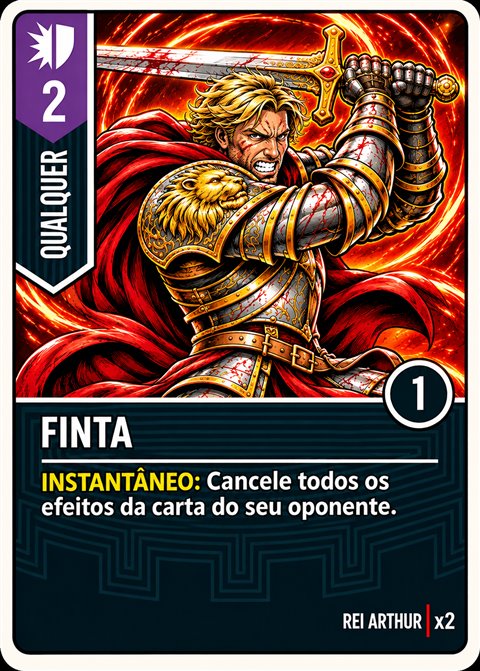 2
QUALQUER
1
FINTA
INSTANTÂNEO: Cancele todos os
efeitos da carta do seu oponente.
REI ARTHUR | x2